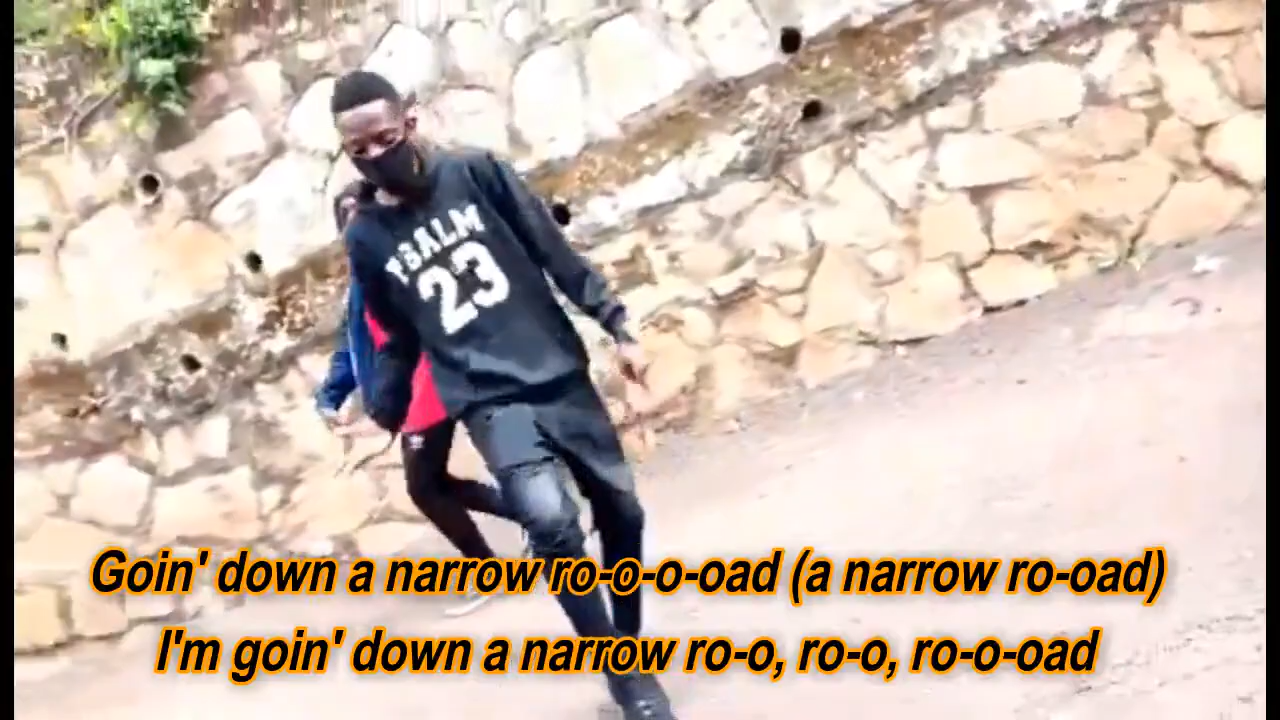 PSALM
23
Goin' down a narrow ro-o-o-oad (a narrow ro-oad)
I'm goin' down a narrow ro-o, ro-o, ro-o-oad